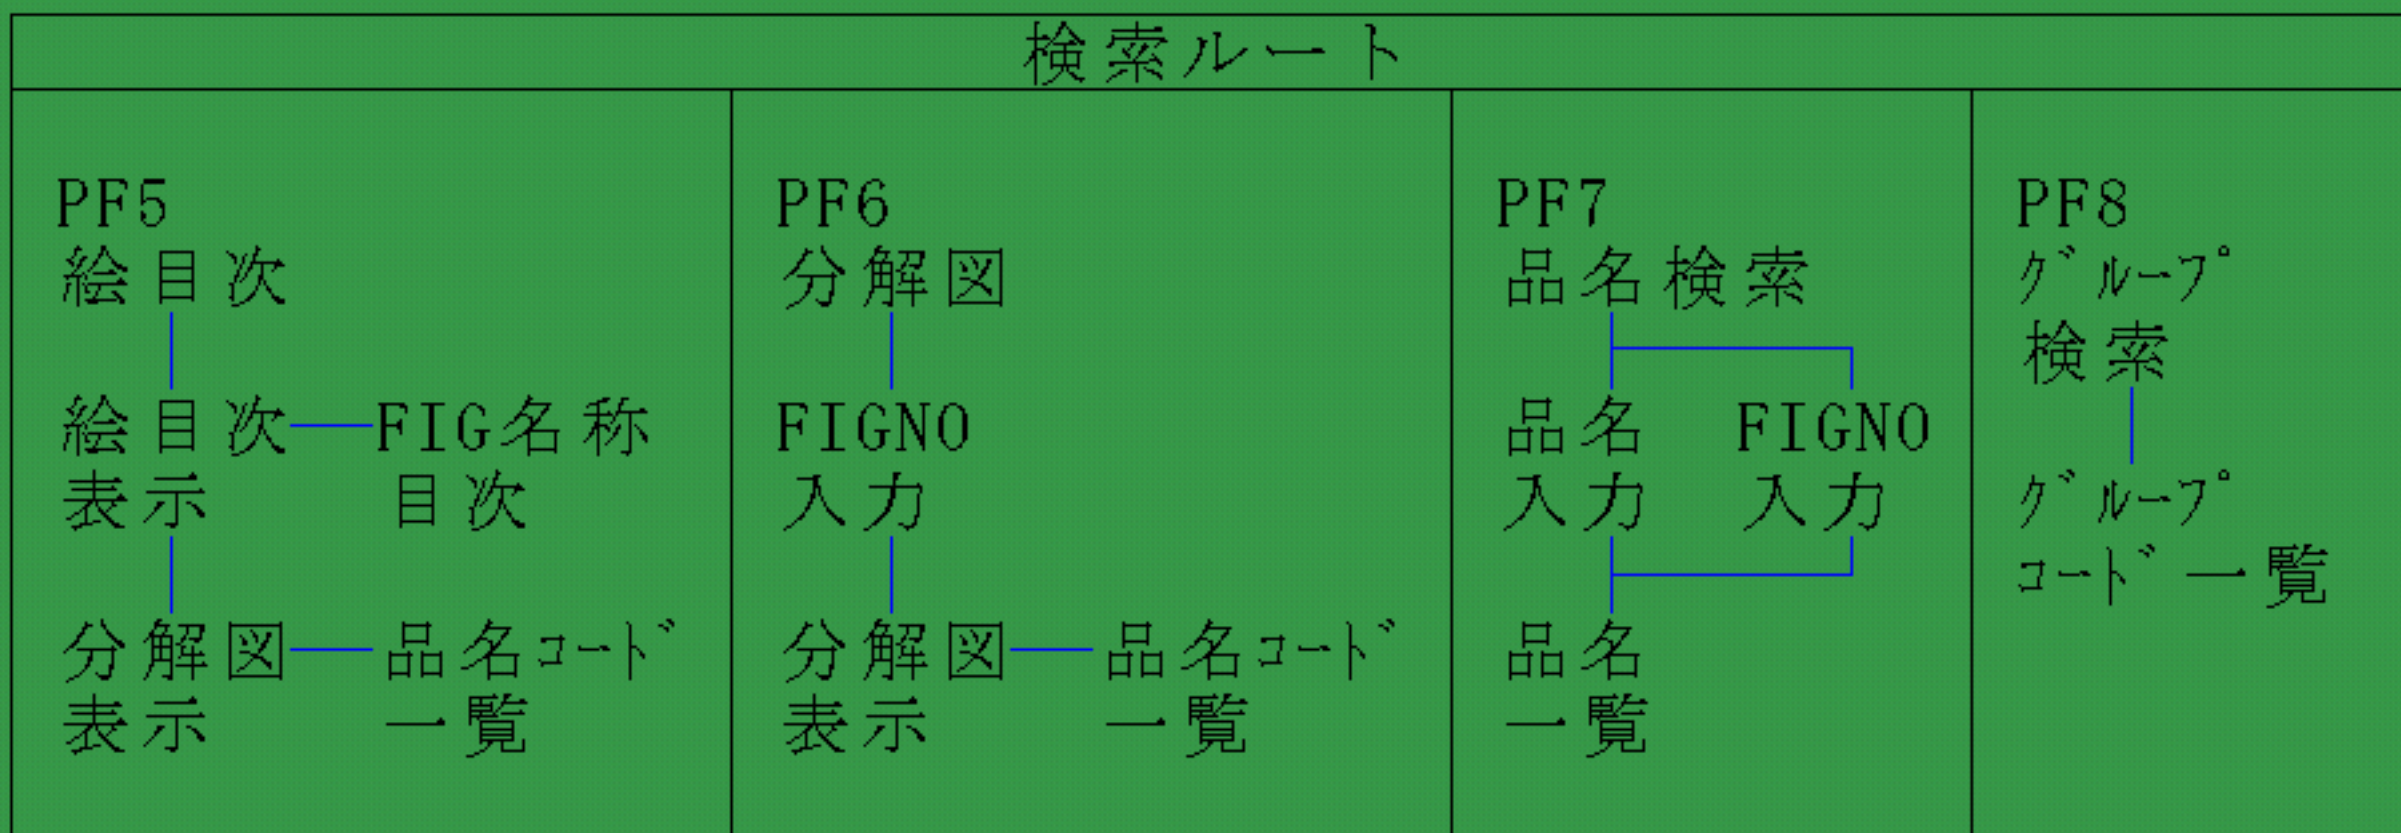 検索ルート
PF5
絵目次
絵目次
表示
FIG名称
目次
分解図
表示
品名ｺｰﾄﾞ
一覧
PF6
分解図
FIGNO
入力
分解図
表示
品名ｺｰﾄﾞ
一覧
PF7
品名検索
品名
入力
FIGNO
入力
品名
一覧
PF8
ｸﾞﾙｰﾌﾟ
検索
ｸﾞﾙｰﾌﾟ
ｺｰﾄﾞ一覧